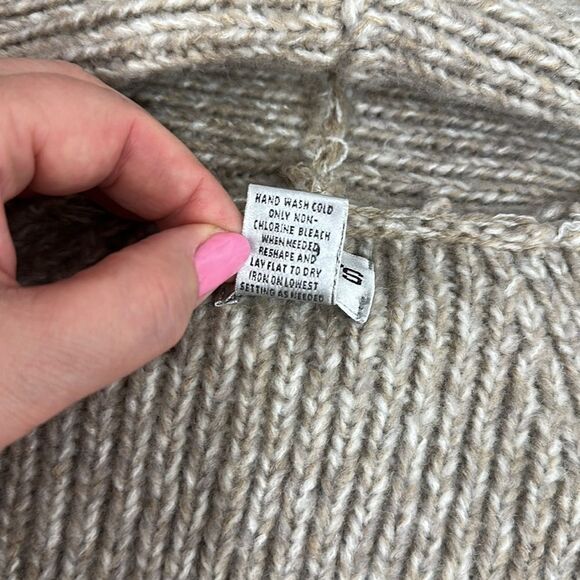 HAND WASH COLD
ONLY NON-
CHLORINE BLEACH
WHEN NEEDED
RESHAPE AND
LAY FLAT TO DRY
IRON ON LOWEST
SETTING AS NEEDED
S